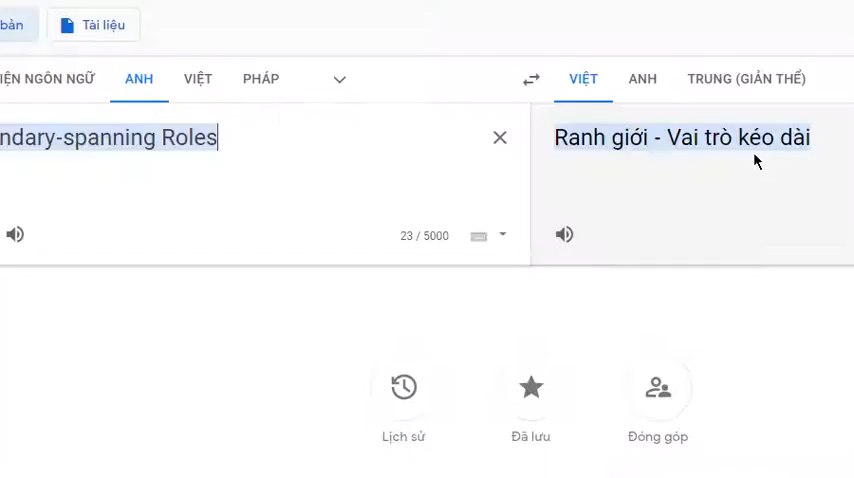 bản Tài liệu
IỆN NGÔN NGỮ ANH VIỆT PHÁP VIỆT ANH TRUNG (GIẢN THỂ)
ndary-spanning Roles
Ranh giới - Vai trò kéo dài
23 / 5000
Lịch sử Đã lưu Đóng góp